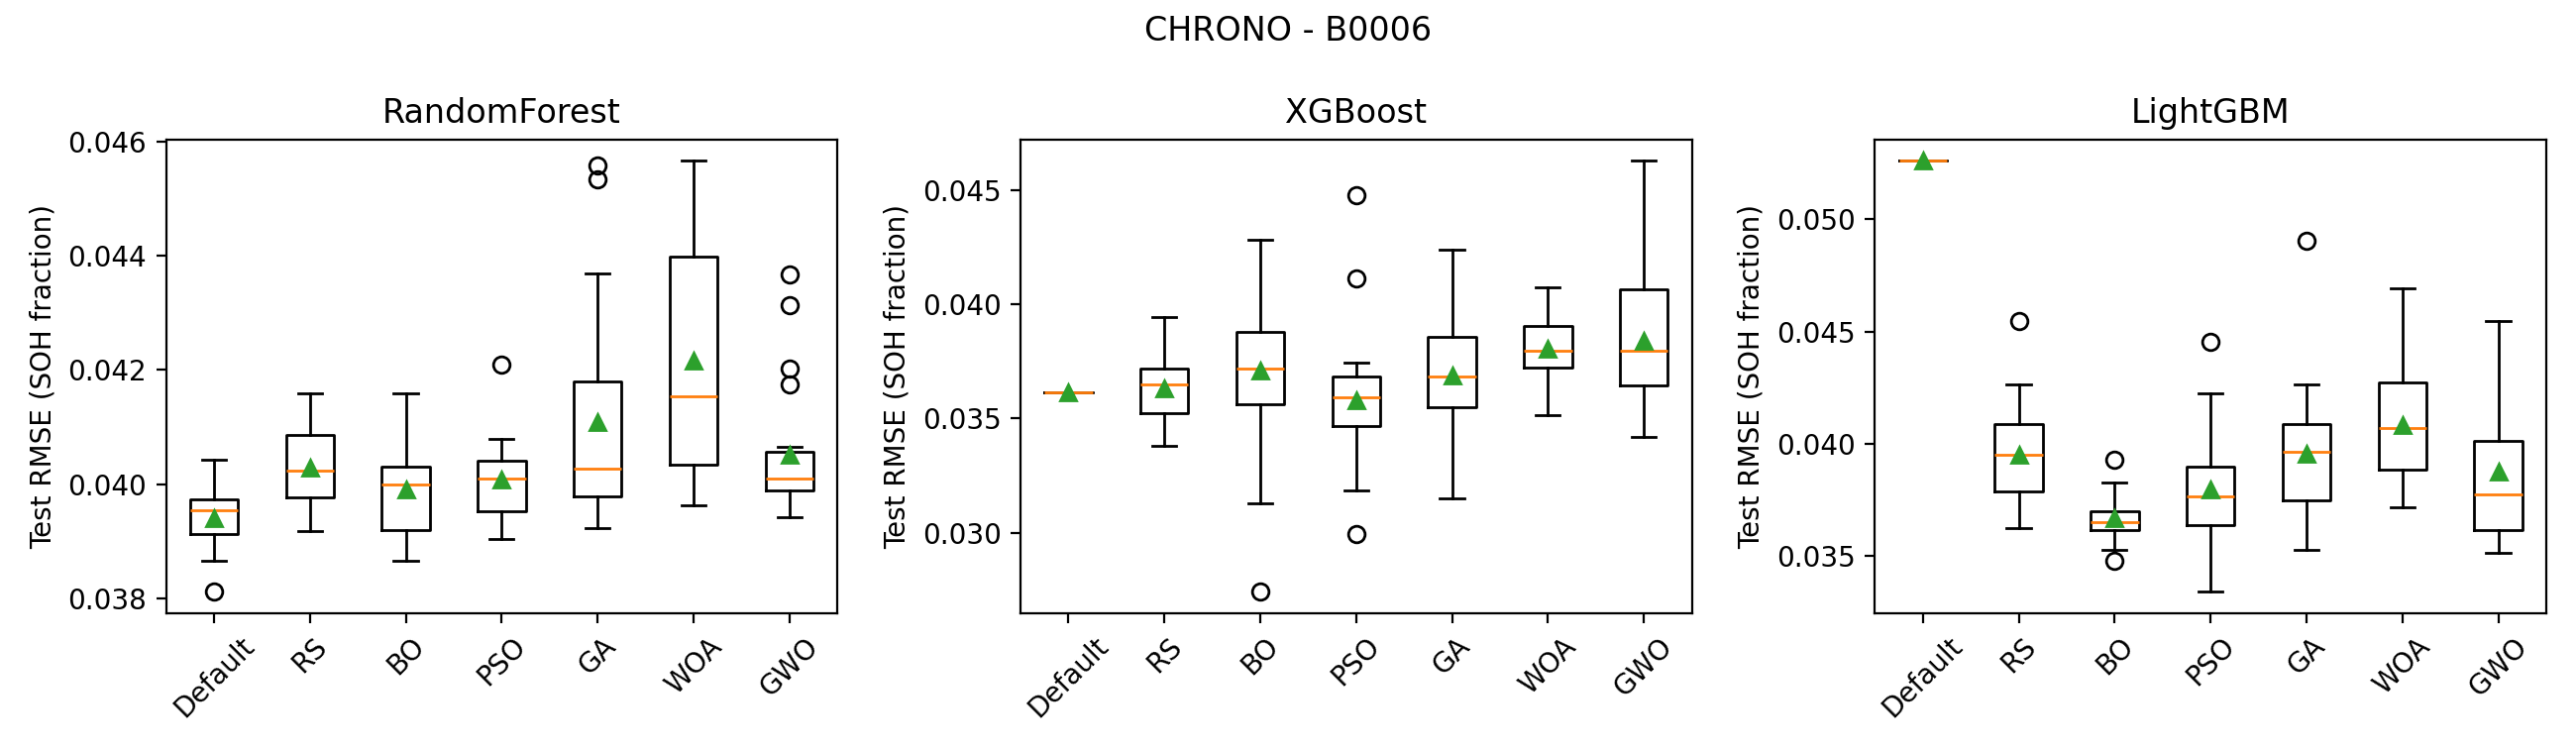 CHRONO - B0006
RandomForest
Test RMSE (SOH fraction)
0.046
0.044
0.042
0.040
0.038
Default
RS
BO
PSO
GA
WOA
GWO
XGBoost
Test RMSE (SOH fraction)
0.045
0.040
0.035
0.030
Default
RS
BO
PSO
GA
WOA
GWO
LightGBM
Test RMSE (SOH fraction)
0.050
0.045
0.040
0.035
Default
RS
BO
PSO
GA
WOA
GWO